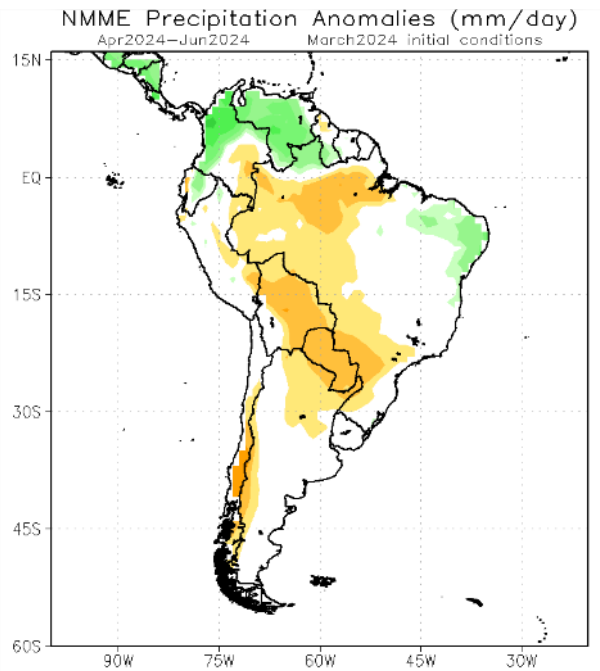 NMME Precipitation Anomalies (mm/day)
Apr2024–Jun2024 March2024 initial conditions
15N
EQ
15S
30S
45S
60S
90W 75W 60W 45W 30W